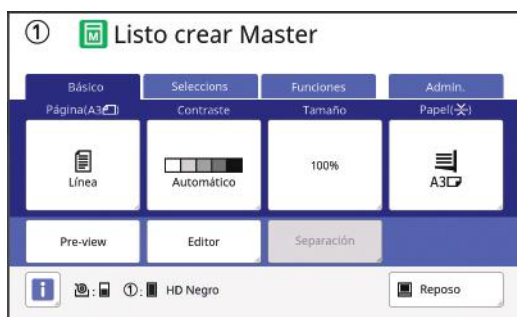 ① Listo crear Master
Básico Seleccions Funciones Admin.
Página(A3) Contraste Tamaño Papel()
Línea Automático 100% A3
Pre-view Editor Separación
i : ①: HD Negro Reposo